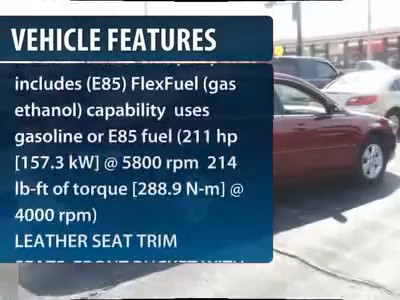 VEHICLE FEATURES
includes (E85) FlexFuel (gas
ethanol) capability uses
gasoline or E85 fuel (211 hp
[157.3 kW] @ 5800 rpm 214
lb-ft of torque [288.9 N-m] @
4000 rpm)
LEATHER SEAT TRIM